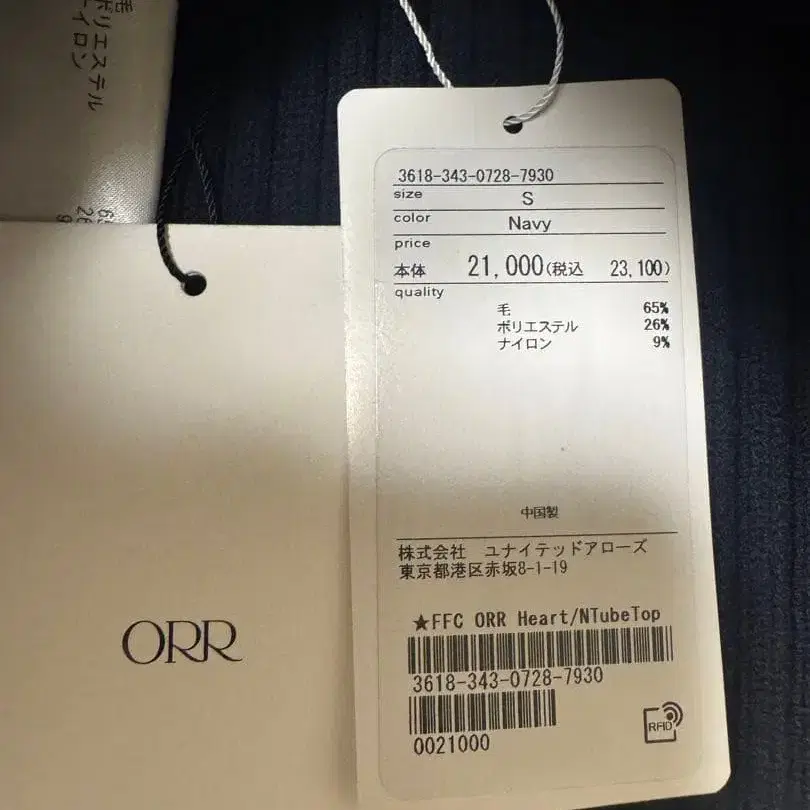 毛
ポリエステル
ナイロン
ORR
3618-343-0728-7930
size S
color Navy
price
本体 21,000(税込 23,100)
quality
毛 65%
ポリエステル 26%
ナイロン 9%
中国製
株式会社 ユナイテッドアローズ
東京都港区赤坂8-1-19
★FFC ORR Heart/NTubeTop
3618-343-0728-7930
0021000
RFID